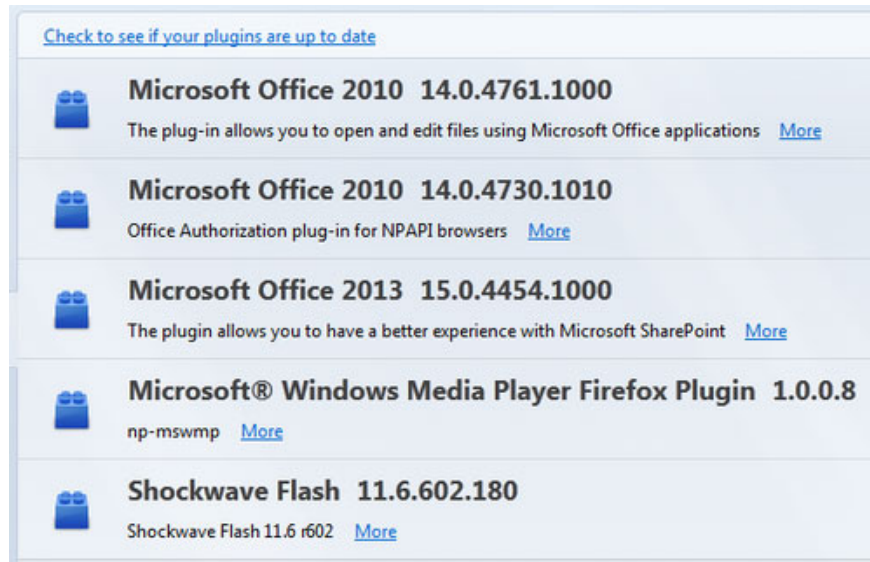 Check to see if your plugins are up to date
Microsoft Office 2010 14.0.4761.1000
The plug-in allows you to open and edit files using Microsoft Office applications More
Microsoft Office 2010 14.0.4730.1010
Office Authorization plug-in for NPAPI browsers More
Microsoft Office 2013 15.0.4454.1000
The plugin allows you to have a better experience with Microsoft SharePoint More
Microsoft® Windows Media Player Firefox Plugin 1.0.0.8
np-mswmp More
Shockwave Flash 11.6.602.180
Shockwave Flash 11.6 r602 More